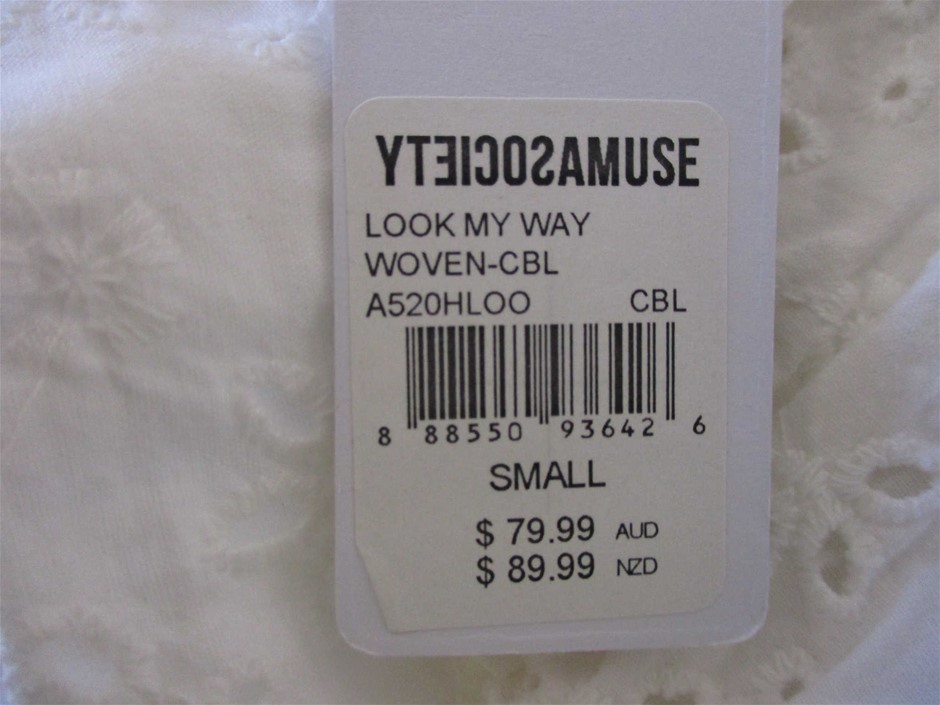 YTEICOSAMUSE
LOOK MY WAY
WOVEN-CBL
A520HLOO CBL
8 88550 93642 6
SMALL
$ 79.99 AUD
$ 89.99 NZD